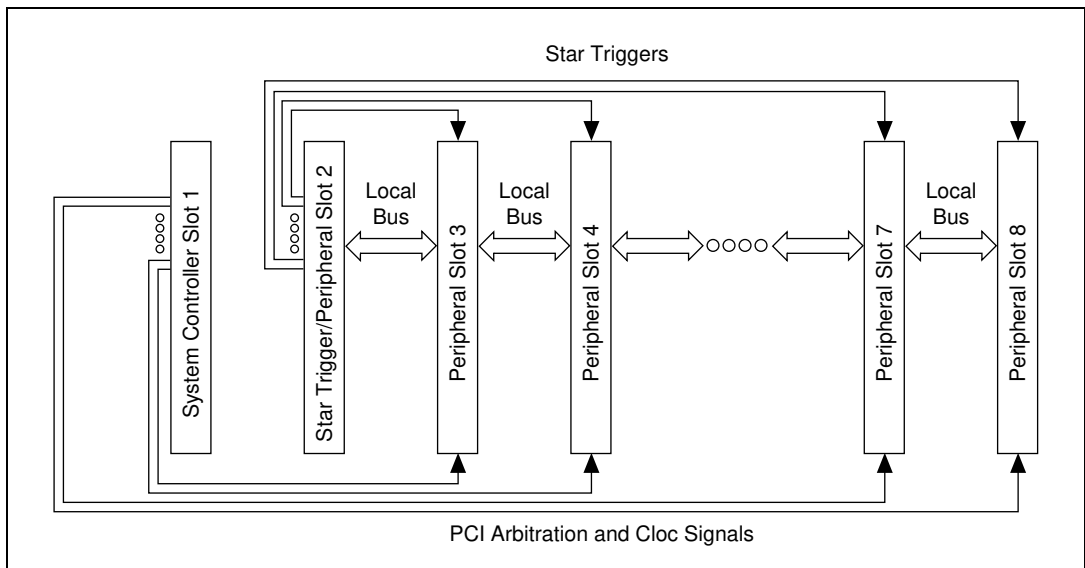 Star Triggers
System Controller Slot 1
Star Trigger/Peripheral Slot 2
Local
Bus
Peripheral Slot 3
Local
Bus
Peripheral Slot 4
Peripheral Slot 7
Local
Bus
Peripheral Slot 8
PCI Arbitration and Cloc Signals